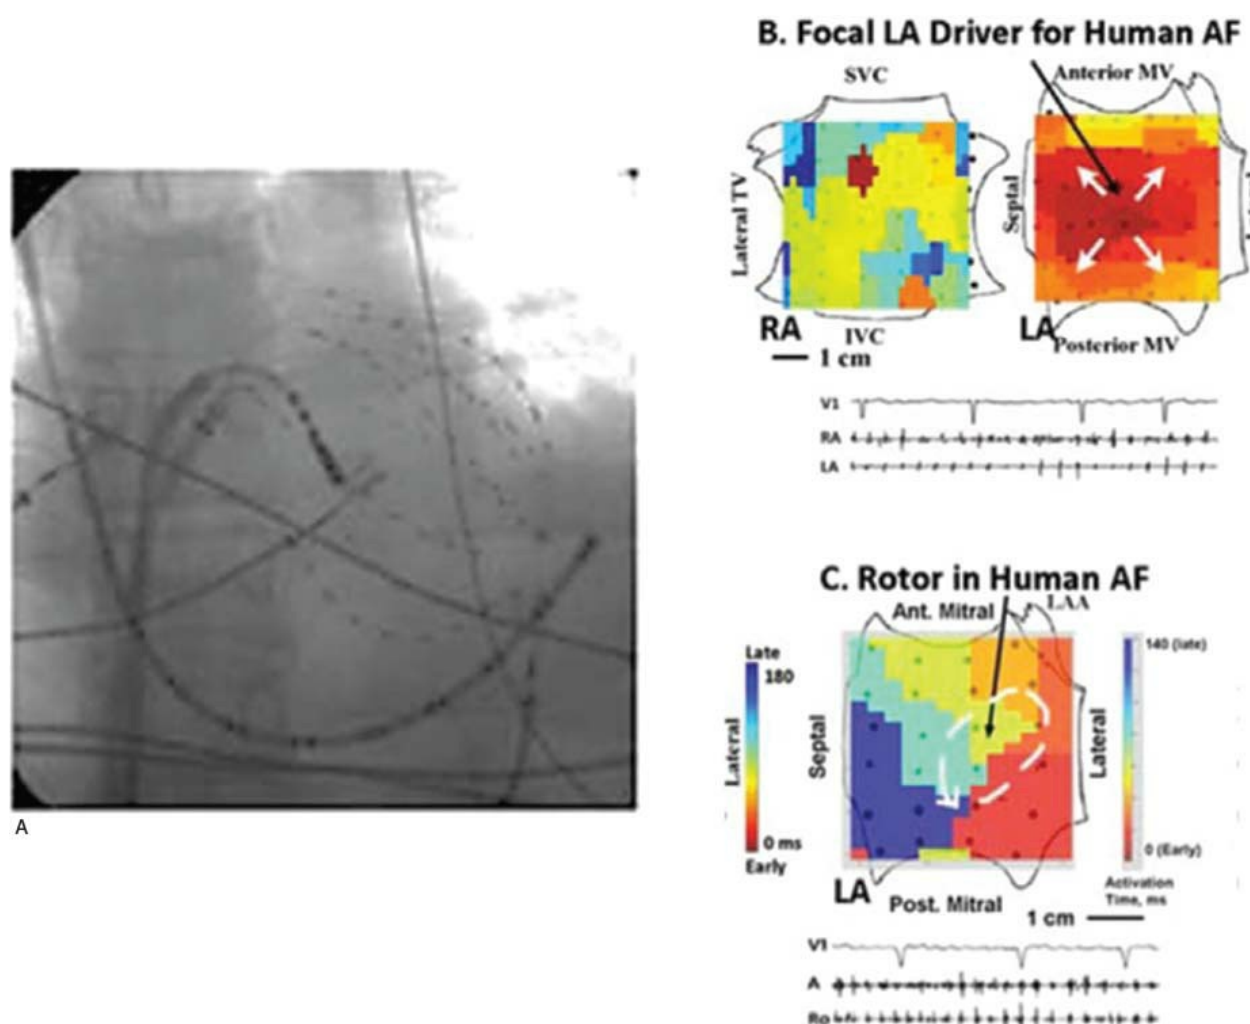 A
B. Focal LA Driver for Human AF
SVC
Anterior MV
Lateral TV
Septal
RA
IVC
LA
Posterior MV
1 cm
V1
RA
LA
C. Rotor in Human AF
Ant. Mitral
LAA
Late
180
Lateral
0 ms
Early
Septal
Lateral
140 (late)
0 (Early)
Activation
Time, ms
LA
Post. Mitral
1 cm
V1
A